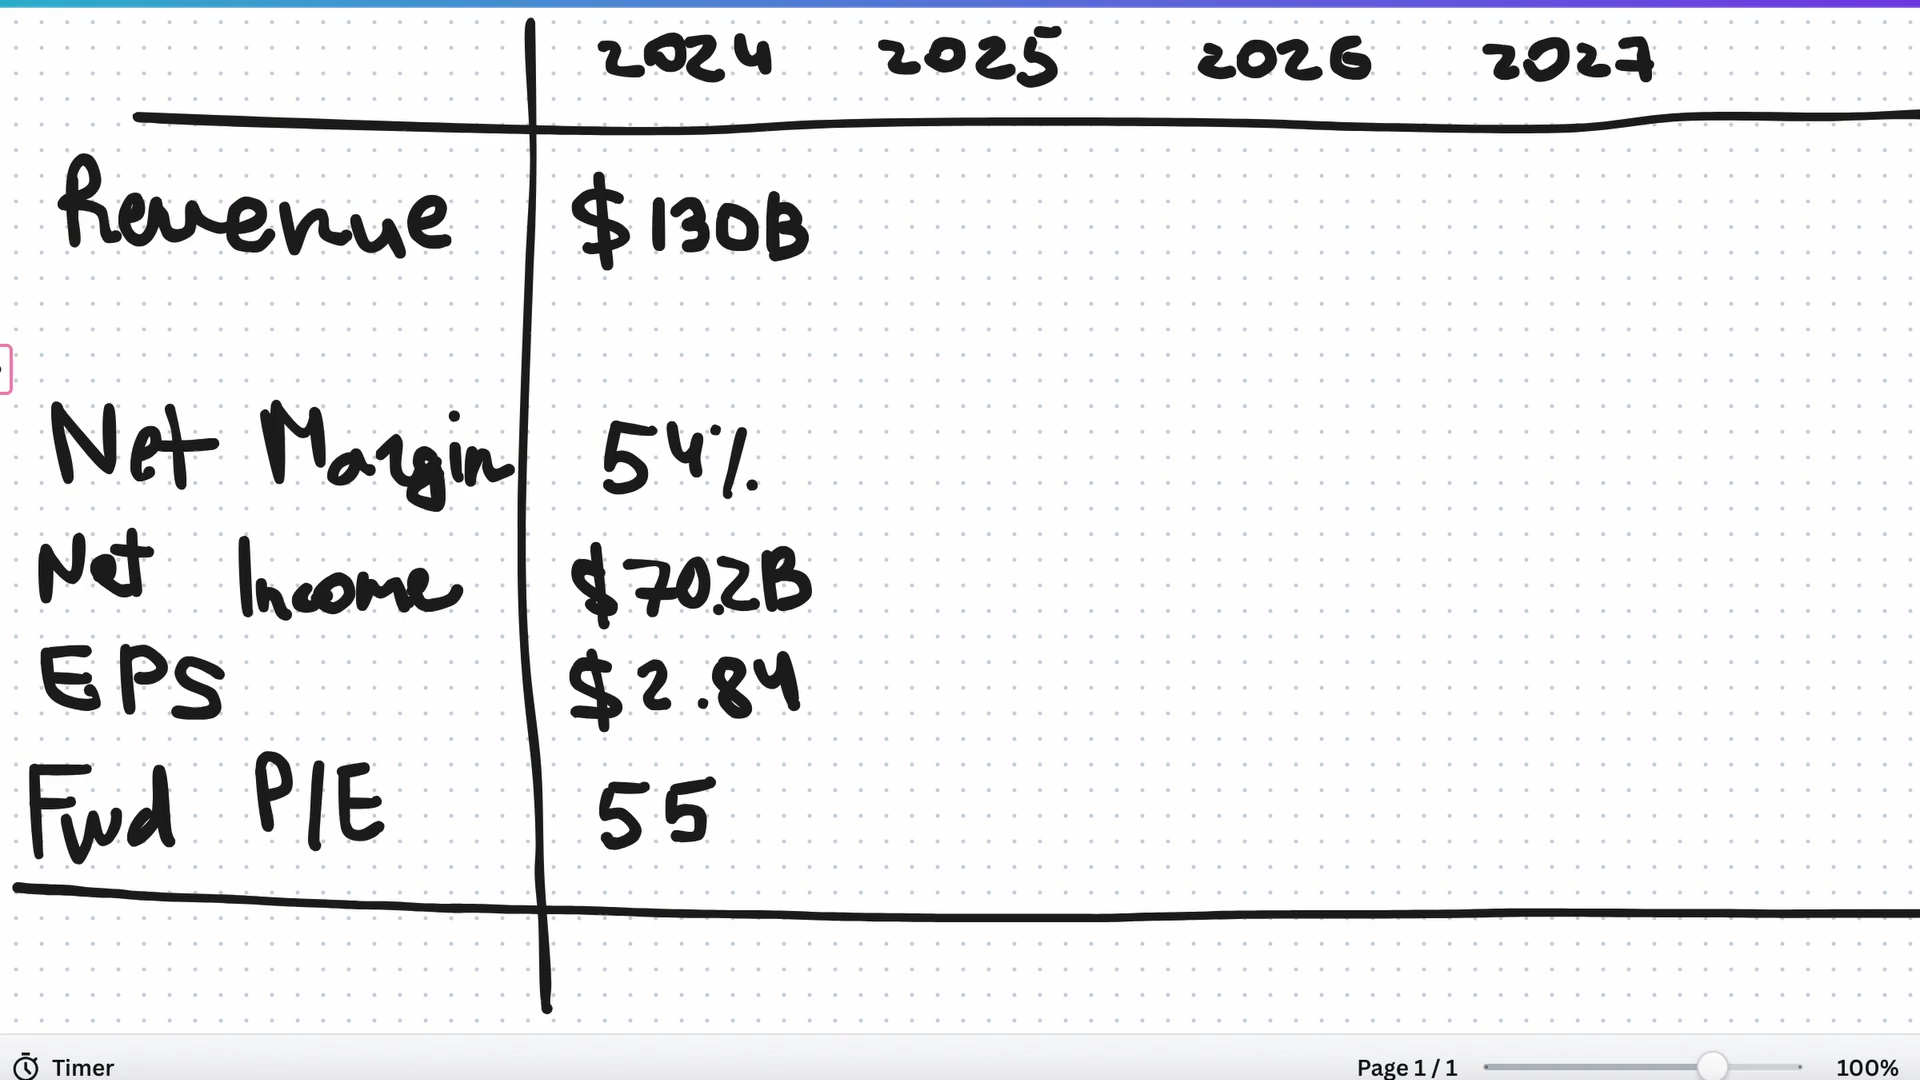 2024 2025 2026 2027
Revenue $130B
Net Margin 54%
Net Income $70.2B
EPS $2.84
Fwd P/E 55
Timer Page 1 / 1 100%